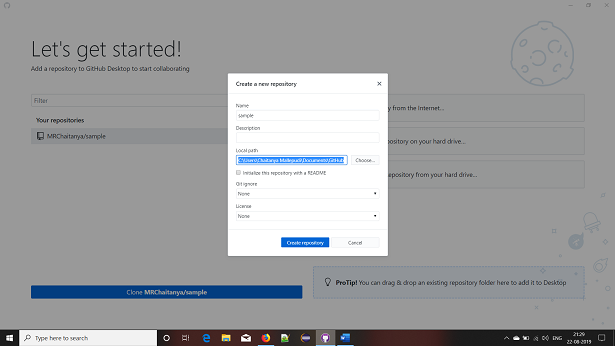 Let's get started!
Add a repository to GitHub Desktop to start collaborating
Filter
Your repositories
MRChaitanya/sample
Clone MRChaitanya/sample
Create a new repository
Name
sample
Description
Local path
C:\Users\Chaitanya Mallepudi\Documents\GitHub
Choose...
Initialize this repository with a README
Git ignore
None
License
None
Create repository
Cancel
y from the Internet...
ository on your hard drive...
epository from your hard drive...
ProTip! You can drag & drop an existing repository folder here to add it to Desktop
Type here to search
ENG
21:29
22-08-2019